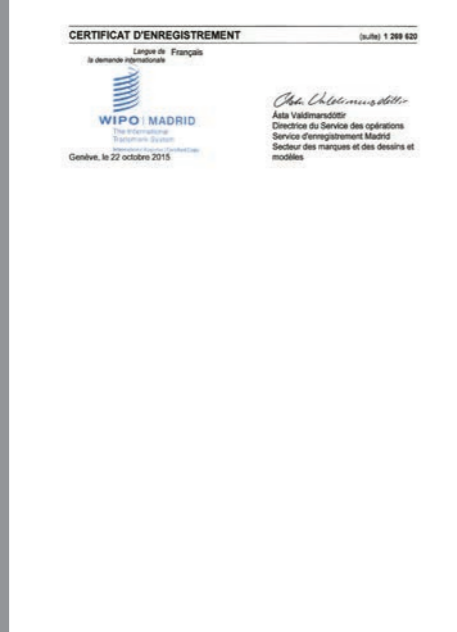 CERTIFICAT D'ENREGISTREMENT (suite) 1 269 620
Langue de Français
la demande internationale
WIPO | MADRID
The International
Trademark System
Genève, le 22 octobre 2015
Ásta Valdimarsdóttir
Directrice du Service des opérations
Service d'enregistrement Madrid
Secteur des marques et des dessins et
modèles